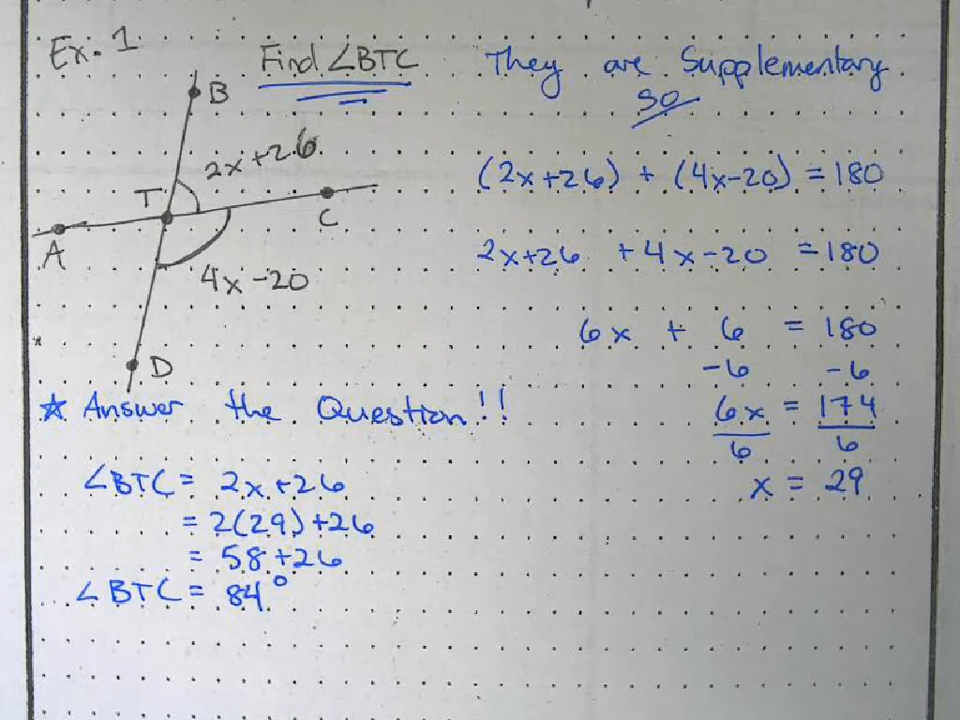 Ex. 1
Find ∠BTC
B
2x+26
T
C
A
4x-20
D
They are Supplementary
so
(2x+26) + (4x-20) = 180
2x+26 +4x-20 = 180
6x + 6 = 180
-6 -6
6x = 174
6 6
x = 29
☆ Answer the Question!!
∠BTC = 2x+26
= 2(29)+26
= 58+26
∠BTC = 84°